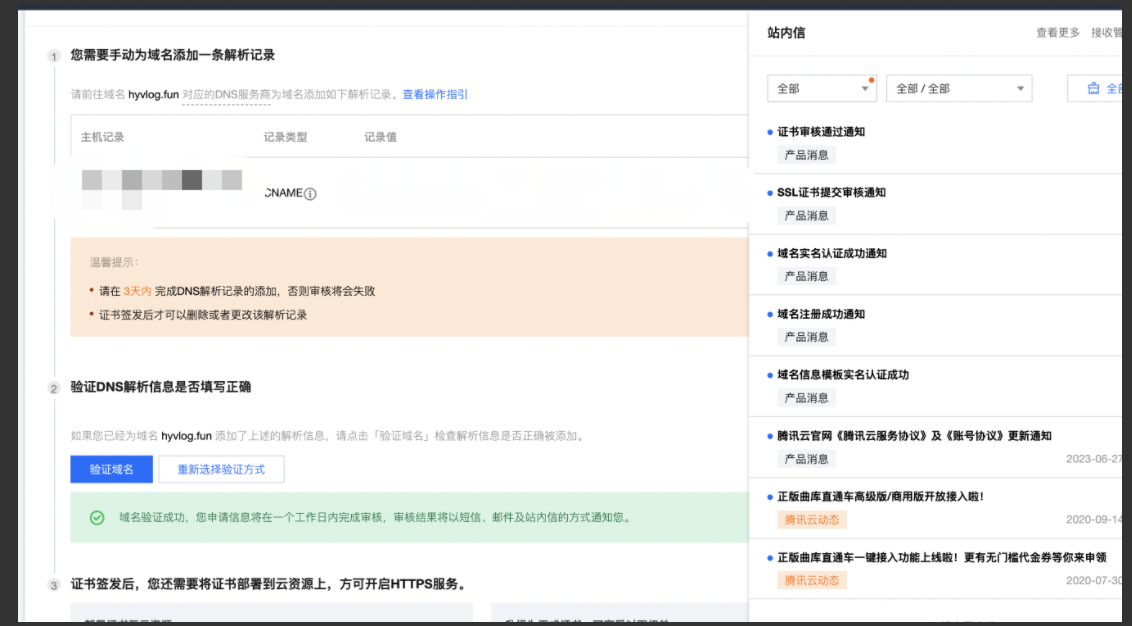 1 您需要手动为域名添加一条解析记录
请前往域名 hyvlog.fun 对应的DNS服务商为域名添加如下解析记录。查看操作指引
主机记录 记录类型 记录值
CNAME
温馨提示：
请在 3天内 完成DNS解析记录的添加，否则审核将会失败
证书签发后才可以删除或者更改该解析记录
2 验证DNS解析信息是否填写正确
如果您已经为域名 hyvlog.fun 添加了上述的解析信息，请点击「验证域名」检查解析信息是否正确被添加。
验证域名 重新选择验证方式
域名验证成功，您申请信息将在一个工作日内完成审核，审核结果将以短信、邮件及站内信的方式通知您。
3 证书签发后，您还需要将证书部署到云资源上，方可开启HTTPS服务。
站内信 查看更多 接收管
全部 全部 / 全部 全部
证书审核通过通知
产品消息
SSL证书提交审核通知
产品消息
域名实名认证成功通知
产品消息
域名注册成功通知
产品消息
域名信息模板实名认证成功
产品消息
腾讯云官网《腾讯云服务协议》及《账号协议》更新通知
产品消息 2023-06-27
正版曲库直通车高级版/商用版开放接入啦！
腾讯云动态 2020-09-14
正版曲库直通车一键接入功能上线啦！更有无门槛代金券等你来申领
腾讯云动态 2020-07-30